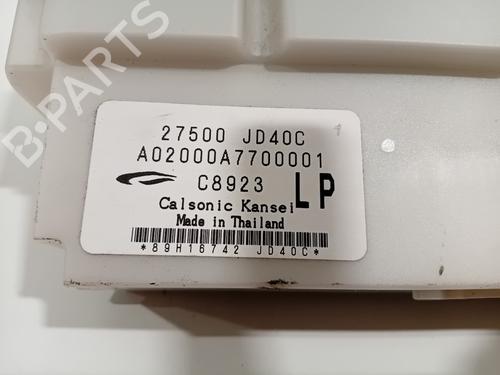 B-PARTS
27500 JD40C
A02000A7700001
C8923 LP
Calsonic Kansei
Made in Thailand
*89H16742 JD40C*